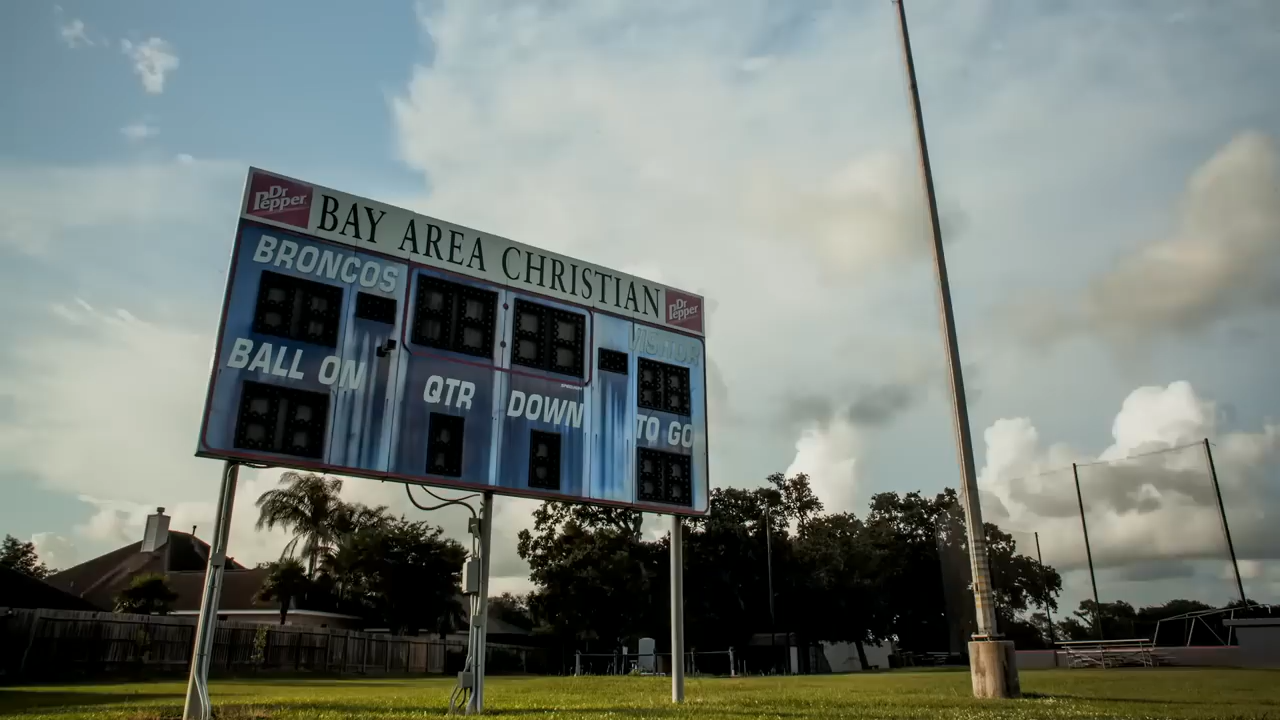 Dr Pepper
BAY AREA CHRISTIAN
Dr Pepper
BRONCOS
VISITOR
BALL ON
QTR
DOWN
TO GO